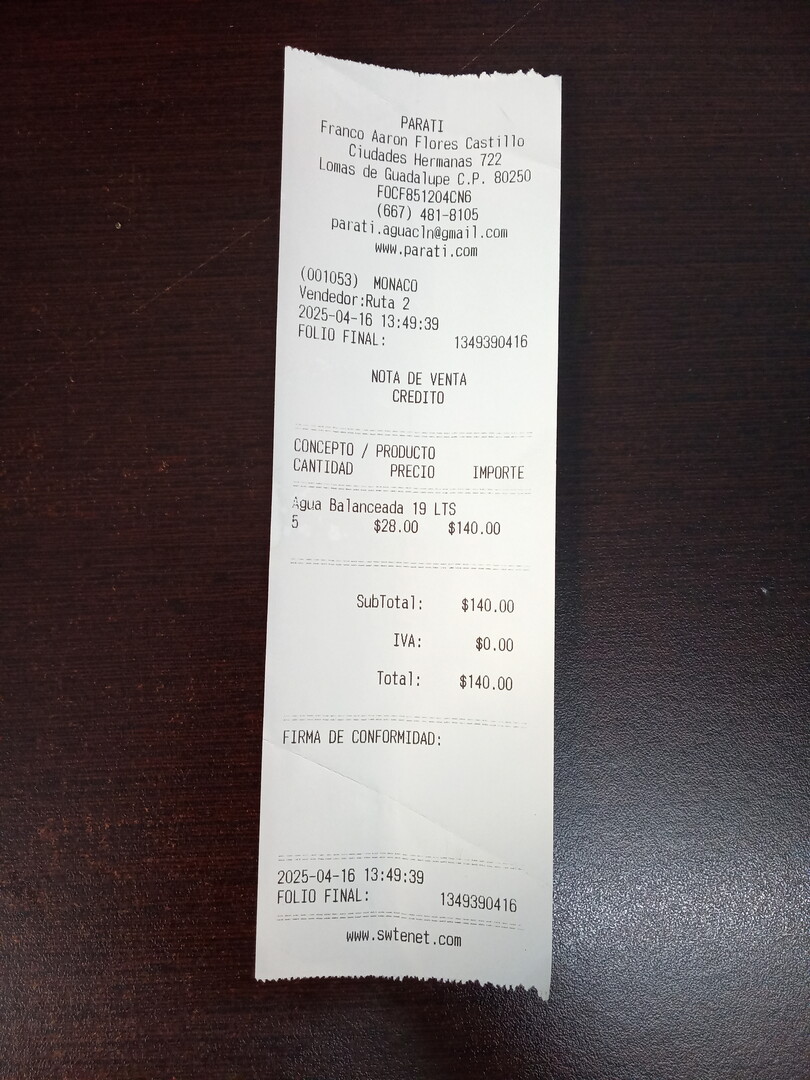 PARATI
Franco Aaron Flores Castillo
Ciudades Hermanas 722
Lomas de Guadalupe C.P. 80250
FOCF851204CN6
(667) 481-8105
parati.aguacln@gmail.com
www.parati.com
(001053) MONACO
Vendedor:Ruta 2
2025-04-16 13:49:39
FOLIO FINAL: 1349390416
NOTA DE VENTA
CREDITO
CONCEPTO / PRODUCTO
CANTIDAD PRECIO IMPORTE
Agua Balanceada 19 LTS
5 $28.00 $140.00
SubTotal: $140.00
IVA: $0.00
Total: $140.00
FIRMA DE CONFORMIDAD:
2025-04-16 13:49:39
FOLIO FINAL: 1349390416
www.swtenet.com